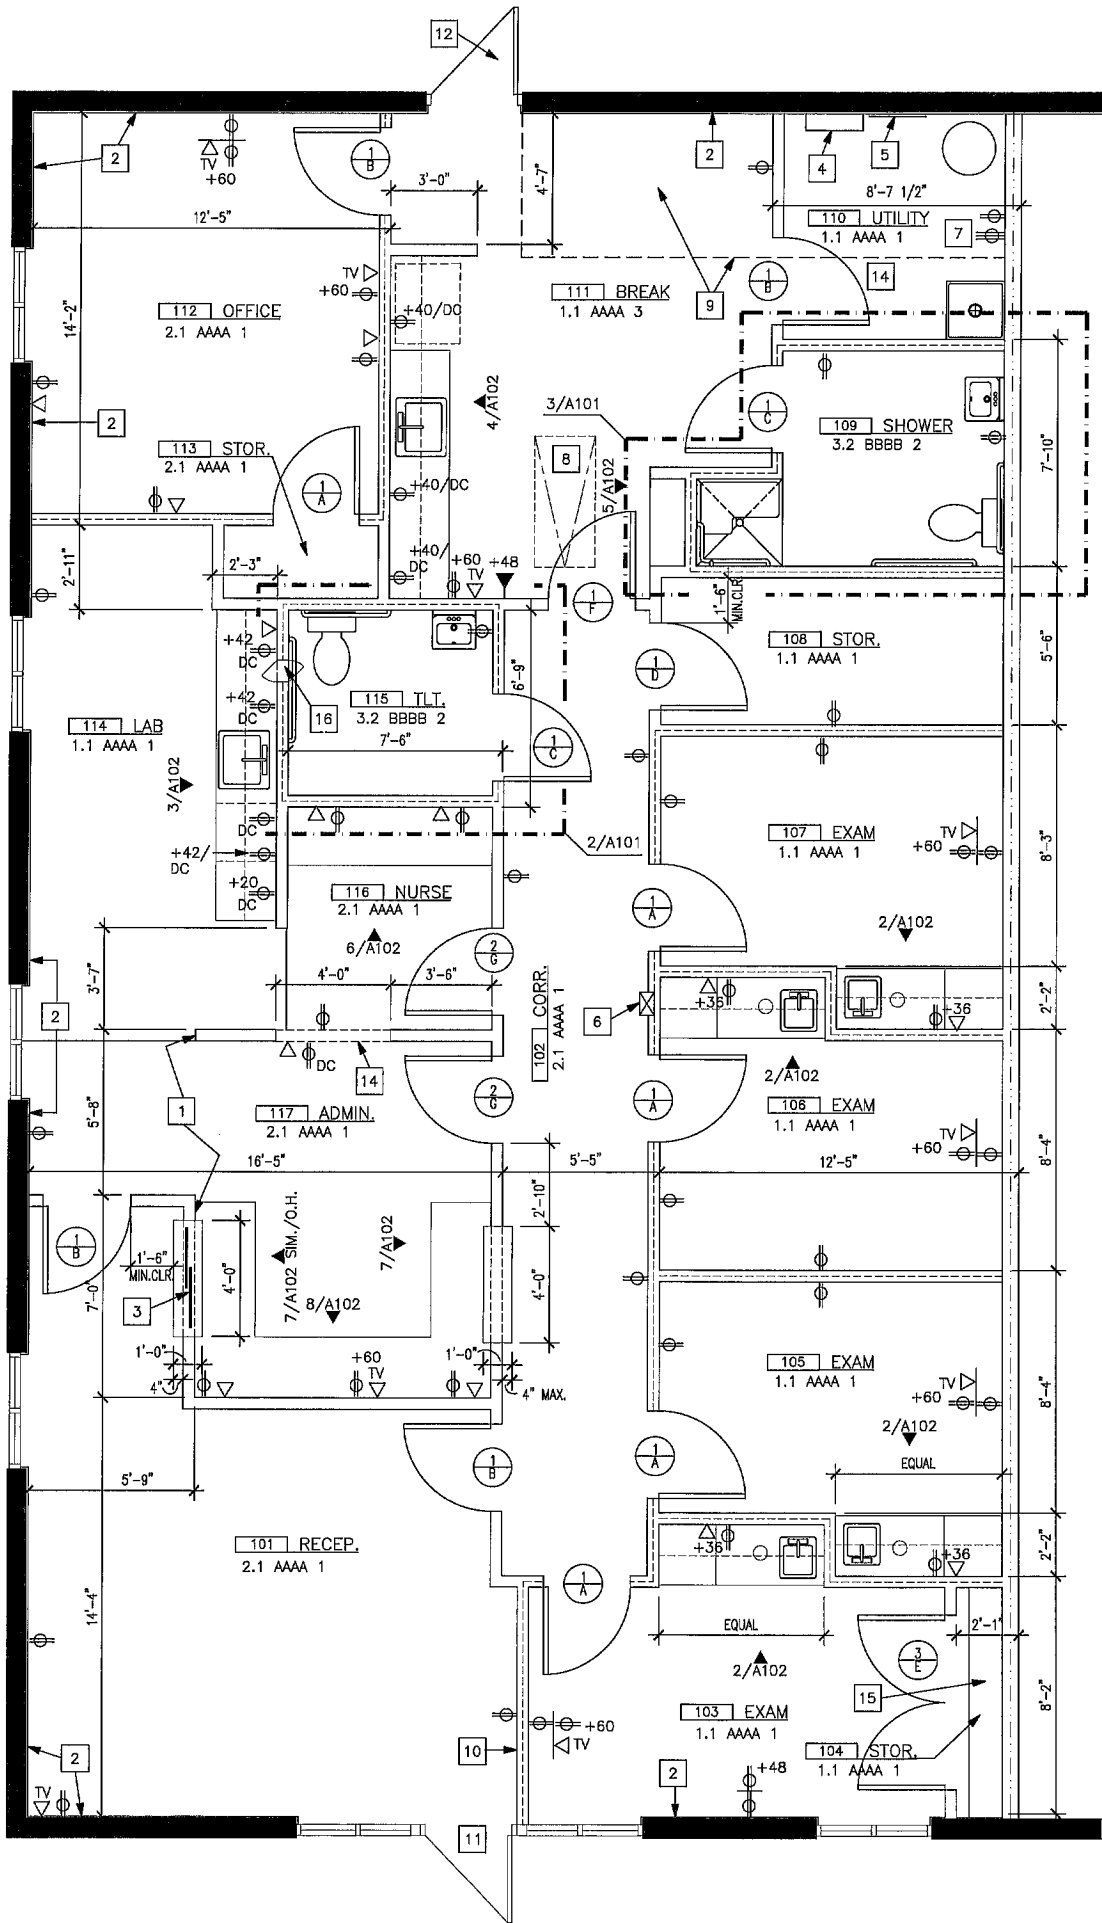 12
2
TV
+60
1
B
3'-0"
4'-7"
2
4
5
8'-7 1/2"
110 UTILITY
1.1 AAAA 1
7
12'-5"
14
TV
+60
1
B
111 BREAK
1.1 AAAA 3
9
14'-2"
112 OFFICE
2.1 AAAA 1
+40/DC
4/A102
3/A101
1
C
109 SHOWER
3.2 BBBB 2
7'-10"
2
113 STOR.
2.1 AAAA 1
8
5/A102
1
A
+40/DC
2'-11"
2'-3"
+40/
DC
+60
TV
+48
1
F
1'-6"
MIN.CLR.
108 STOR.
1.1 AAAA 1
5'-6"
+42
DC
6'-9"
1
D
115 TLT.
3.2 BBBB 2
+42
DC
16
7'-6"
114 LAB
1.1 AAAA 1
1
C
3/A102
DC
107 EXAM
1.1 AAAA 1
TV
+60
8'-3"
2/A101
+42/
DC
+20
DC
116 NURSE
2.1 AAAA 1
1
A
2/A102
6/A102
2
G
3'-7"
4'-0"
3'-6"
102 CORR.
2.1 AAAA 1
6
+36
+36
2'-2"
2
DC
14
2/A102
1
117 ADMIN.
2.1 AAAA 1
2
G
1
A
106 EXAM
1.1 AAAA 1
TV
+60
5'-8"
8'-4"
16'-5"
5'-5"
12'-5"
2'-10"
1
B
1'-6"
MIN.CLR.
7'-0"
3
4'-0"
7/A102 SIM./O.H.
7/A102
8/A102
4'-0"
1'-0"
4"
+60
TV
1'-0"
4" MAX.
105 EXAM
1.1 AAAA 1
TV
+60
8'-4"
2/A102
EQUAL
5'-9"
1
B
1
A
101 RECEP.
2.1 AAAA 1
+36
+36
2'-2"
1
A
14'-4"
EQUAL
2'-1"
2/A102
3
E
15
8'-2"
103 EXAM
1.1 AAAA 1
+60
TV
104 STOR.
1.1 AAAA 1
10
2
TV
+48
2
11